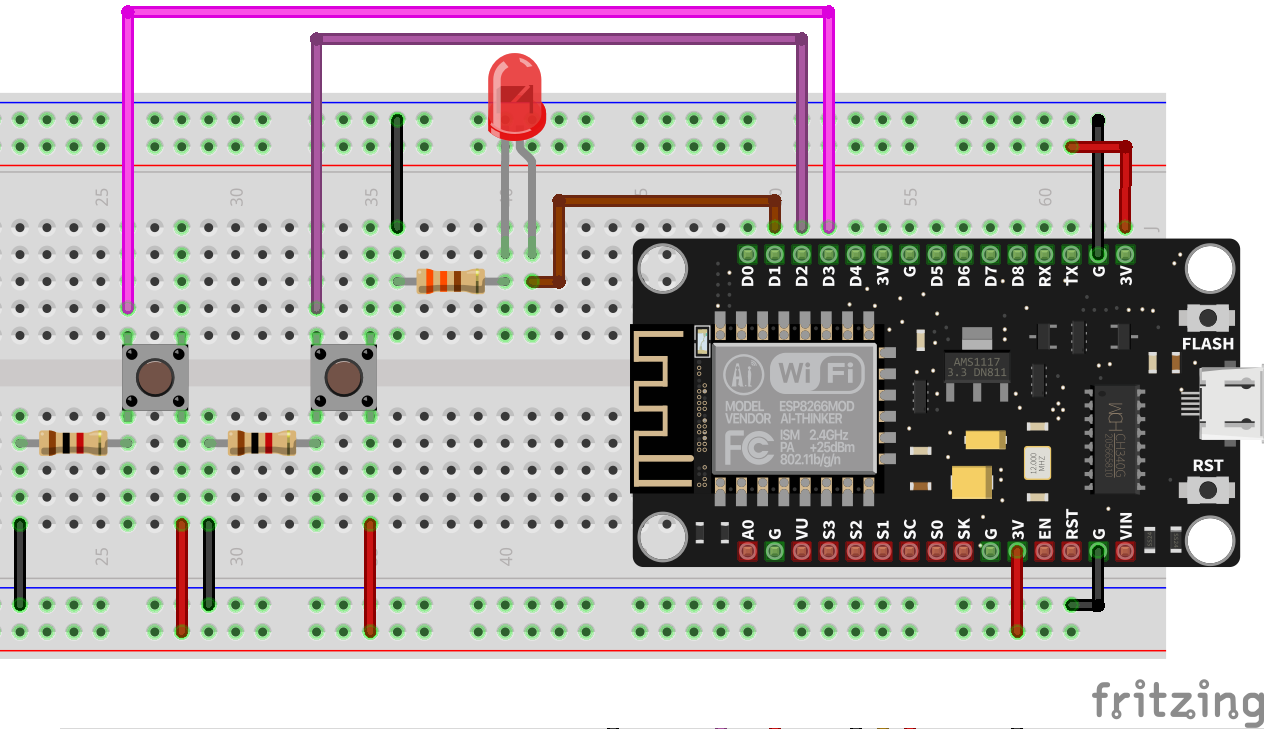 25
30
35
40
5
50
55
60
J
D0 D1 D2 D3 D4 3V G D5 D6 D7 D8 RX TX G 3V
FLASH
AMS1117
3.3 DN811
Ai
Wi Fi
MODEL ESP8266MOD
VENDOR AI-THINKER
FC
ISM 2.4GHz
PA +25dBm
802.11b/g/n
CH340G
12.000
MHZ
RST
A0 G VU S3 S2 S1 SC S0 SK G 3V EN RST G VIN
25
30
40
fritzing